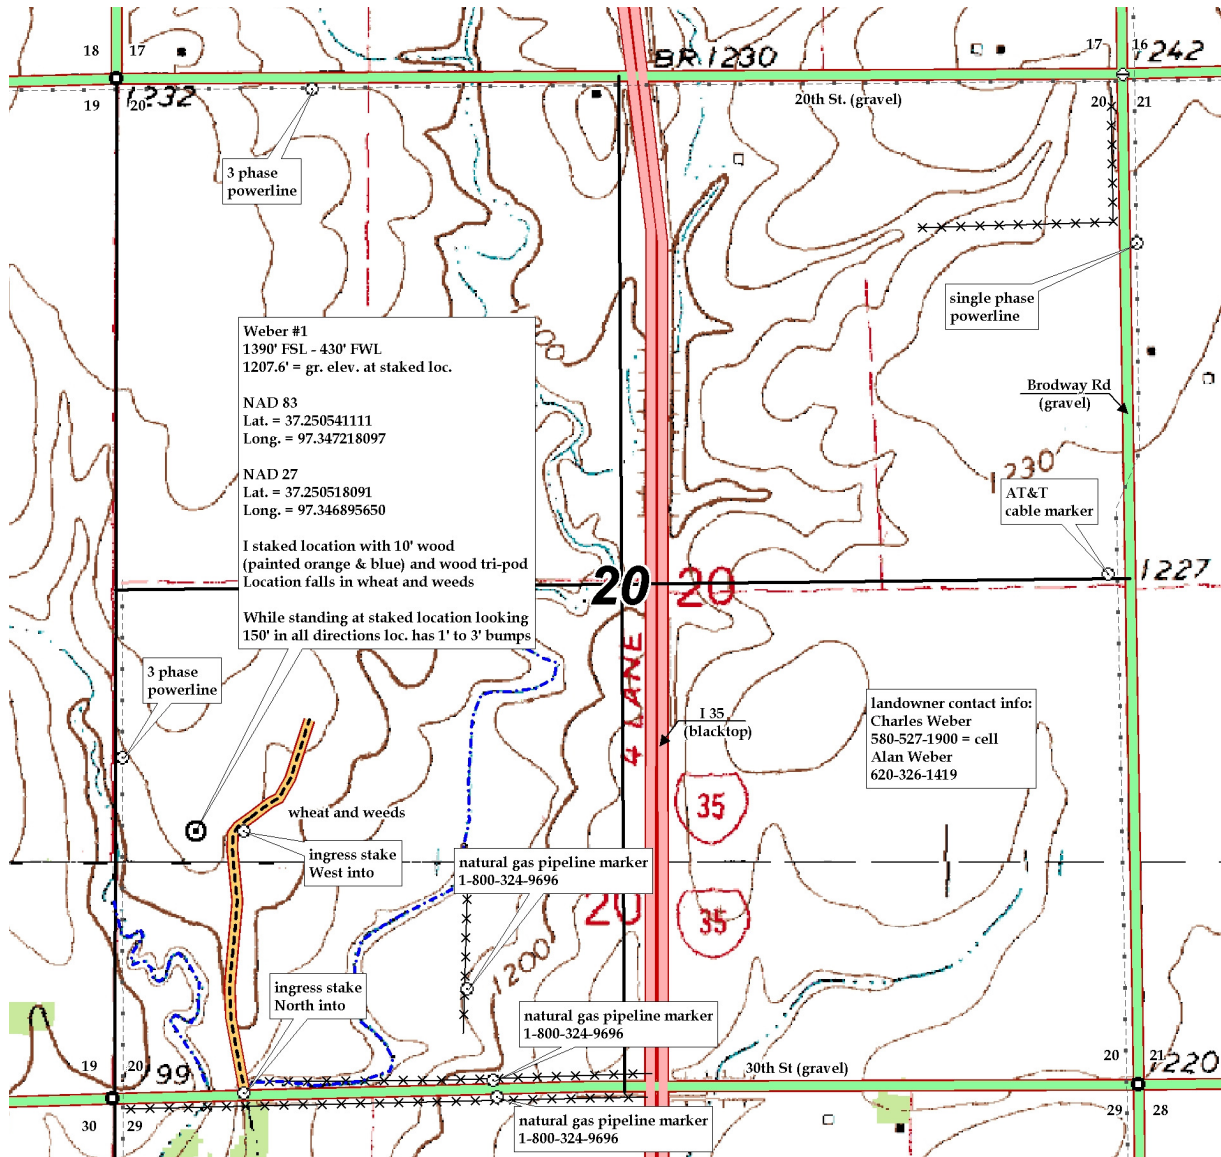 18 17
BR 1230
17 16
1242
19 20
1232
20th St. (gravel)
20 21
3 phase
powerline
single phase
powerline
Weber #1
1390' FSL - 430' FWL
1207.6' = gr. elev. at staked loc.
NAD 83
Lat. = 37.250541111
Long. = 97.347218097
NAD 27
Lat. = 37.250518091
Long. = 97.346895650
I staked location with 10' wood
(painted orange & blue) and wood tri-pod
Location falls in wheat and weeds
While standing at staked location looking
150' in all directions loc. has 1' to 3' bumps
Brodway Rd
(gravel)
1230
AT&T
cable marker
20
20
1227
4 LANE
3 phase
powerline
I 35
(blacktop)
landowner contact info:
Charles Weber
580-527-1900 = cell
Alan Weber
620-326-1419
35
wheat and weeds
ingress stake
West into
natural gas pipeline marker
1-800-324-9696
20
35
1200
ingress stake
North into
natural gas pipeline marker
1-800-324-9696
19 20
1199
30th St (gravel)
20 21
1220
natural gas pipeline marker
1-800-324-9696
30 29
29 28